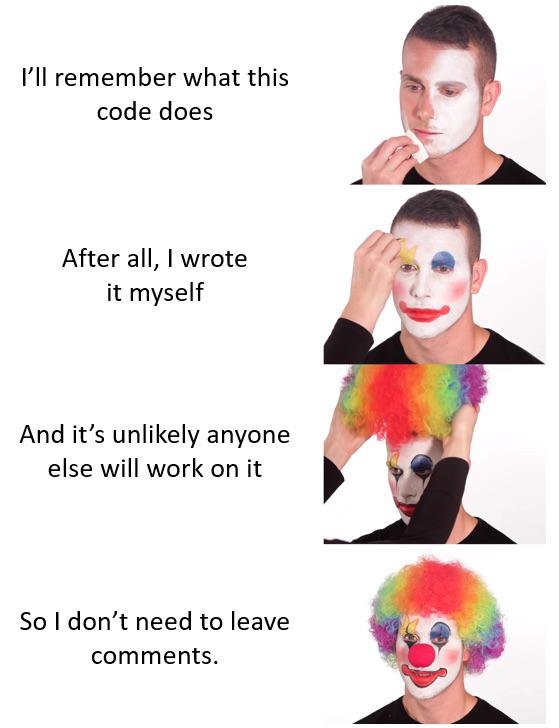 I’ll remember what this
code does
After all, I wrote
it myself
And it’s unlikely anyone
else will work on it
So I don’t need to leave
comments.